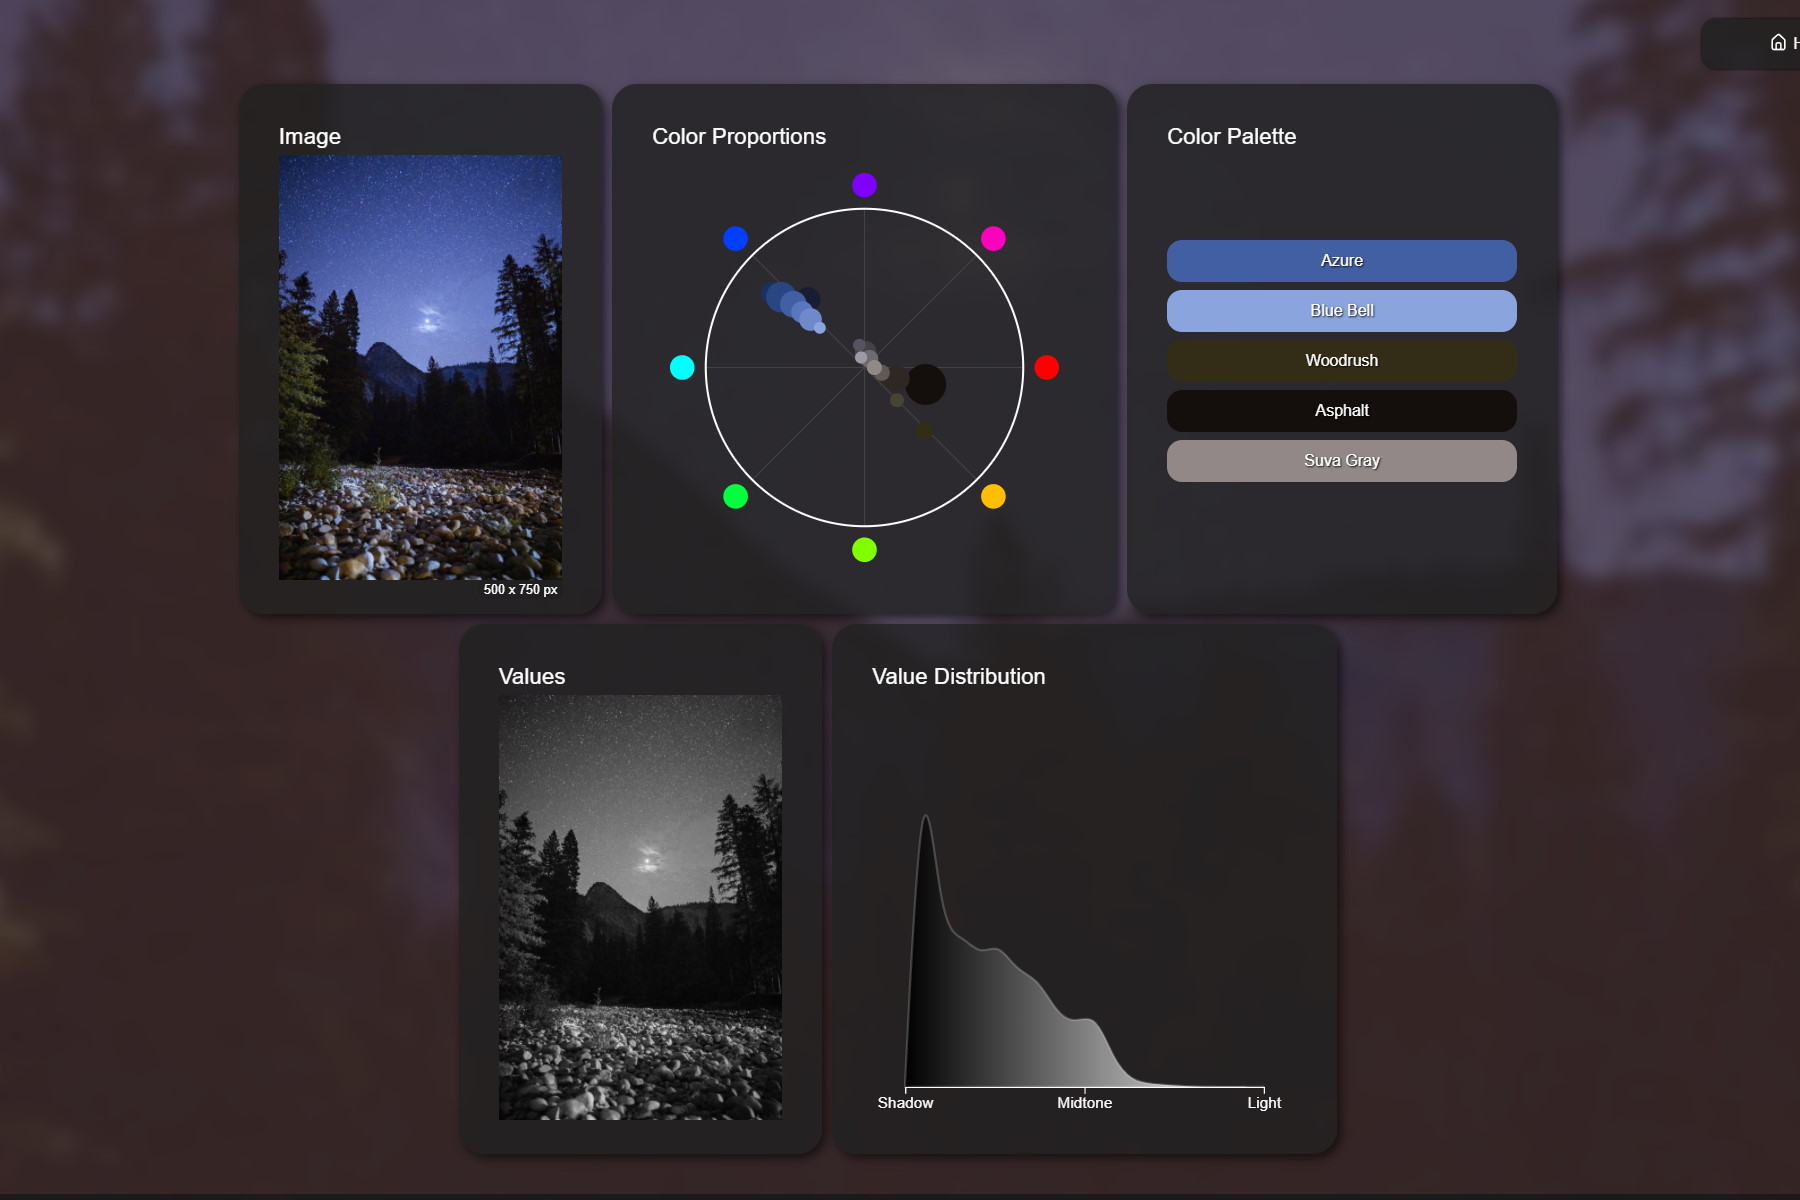 Image
Color Proportions
Color Palette
Azure
Blue Bell
Woodrush
Asphalt
Suva Gray
500 x 750 px
Values
Value Distribution
Shadow
Midtone
Light